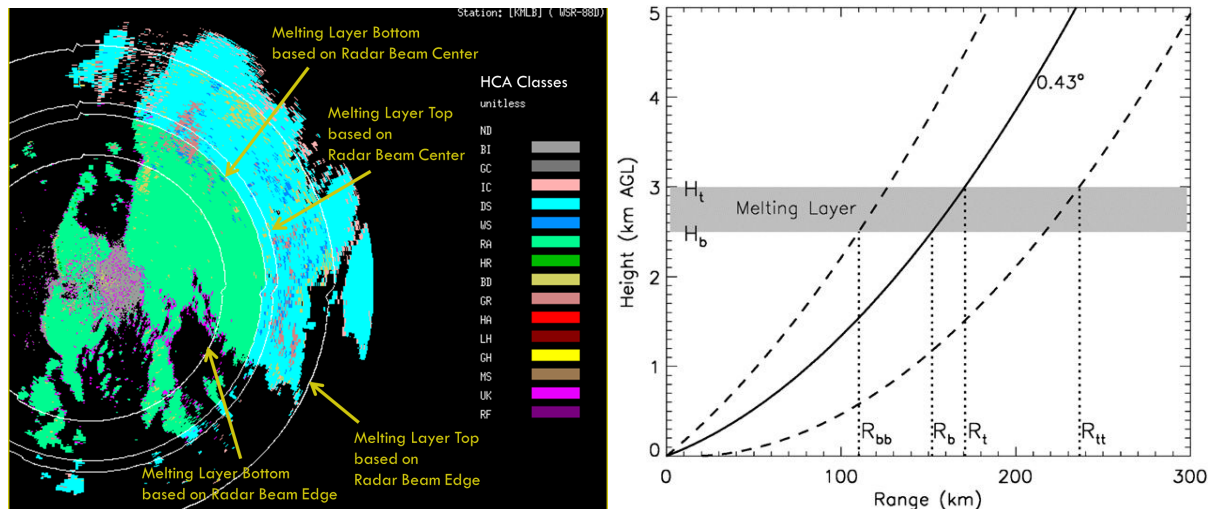 Station: [KMLB] ( WSR-88D)
Melting Layer Bottom
based on Radar Beam Center
HCA Classes
unitless
Melting Layer Top
based on
Radar Beam Center
ND
BI
GC
IC
DS
WS
RA
HR
BD
GR
HA
LH
GH
MS
UK
RF
Melting Layer Top
based on
Radar Beam Edge
Melting Layer Bottom
based on Radar Beam Edge
5
4
3
2
1
0
Height (km AGL)
0.43°
Ht
Melting Layer
Hb
Rbb
Rb
Rt
Rtt
0
100
200
300
Range (km)